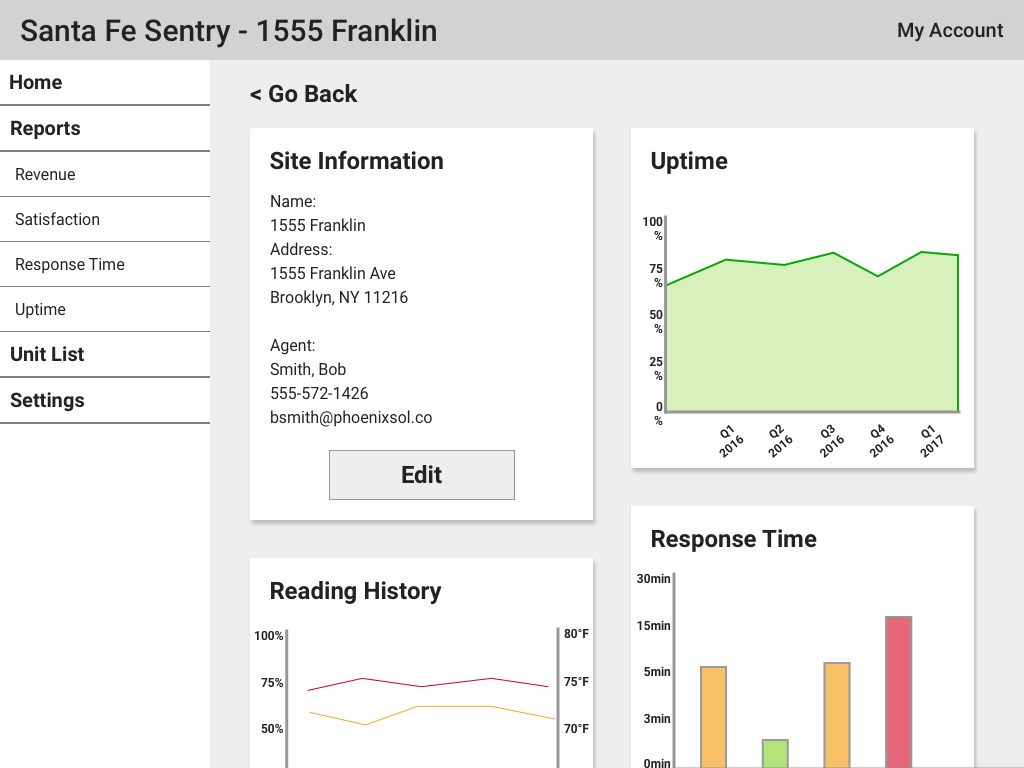 Santa Fe Sentry - 1555 Franklin
My Account
Home
Reports
Revenue
Satisfaction
Response Time
Uptime
Unit List
Settings
< Go Back
Site Information
Name:
1555 Franklin
Address:
1555 Franklin Ave
Brooklyn, NY 11216
Agent:
Smith, Bob
555-572-1426
bsmith@phoenixsol.co
Edit
Uptime
100
%
75
%
50
%
25
%
0
%
Q1
2016
Q2
2016
Q3
2016
Q4
2016
Q1
2017
Reading History
100%
75%
50%
80°F
75°F
70°F
Response Time
30min
15min
5min
3min
0min